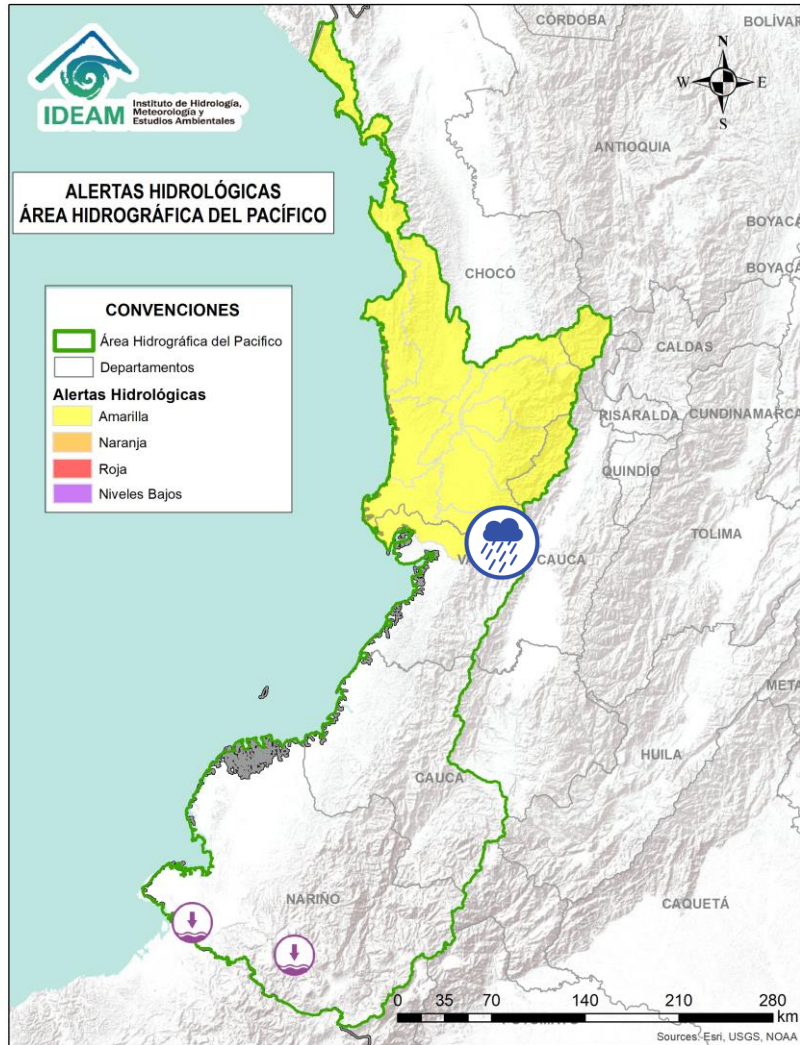 IDEAM
Instituto de Hidrología,
Meteorología y
Estudios Ambientales
ALERTAS HIDROLÓGICAS
ÁREA HIDROGRÁFICA DEL PACÍFICO
CONVENCIONES
Área Hidrográfica del Pacifico
Departamentos
Alertas Hidrológicas
Amarilla
Naranja
Roja
Niveles Bajos
N
W
E
S
CÓRDOBA
BOLÍVAR
ANTIOQUIA
BOYACÁ
BOYACÁ
CHOCÓ
CALDAS
RISARALDA
CUNDINAMARCA
QUINDÍO
TOLIMA
CAUCA
META
HUILA
CAUCA
NARIÑO
CAQUETÁ
0 35 70 140 210 280
km
Sources: Esri, USGS, NOAA